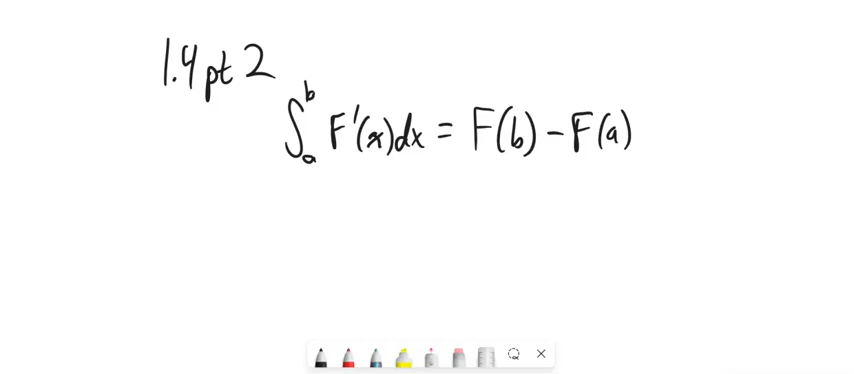 1.4 pt 2
∫_a^b F'(x)dx = F(b) - F(a)